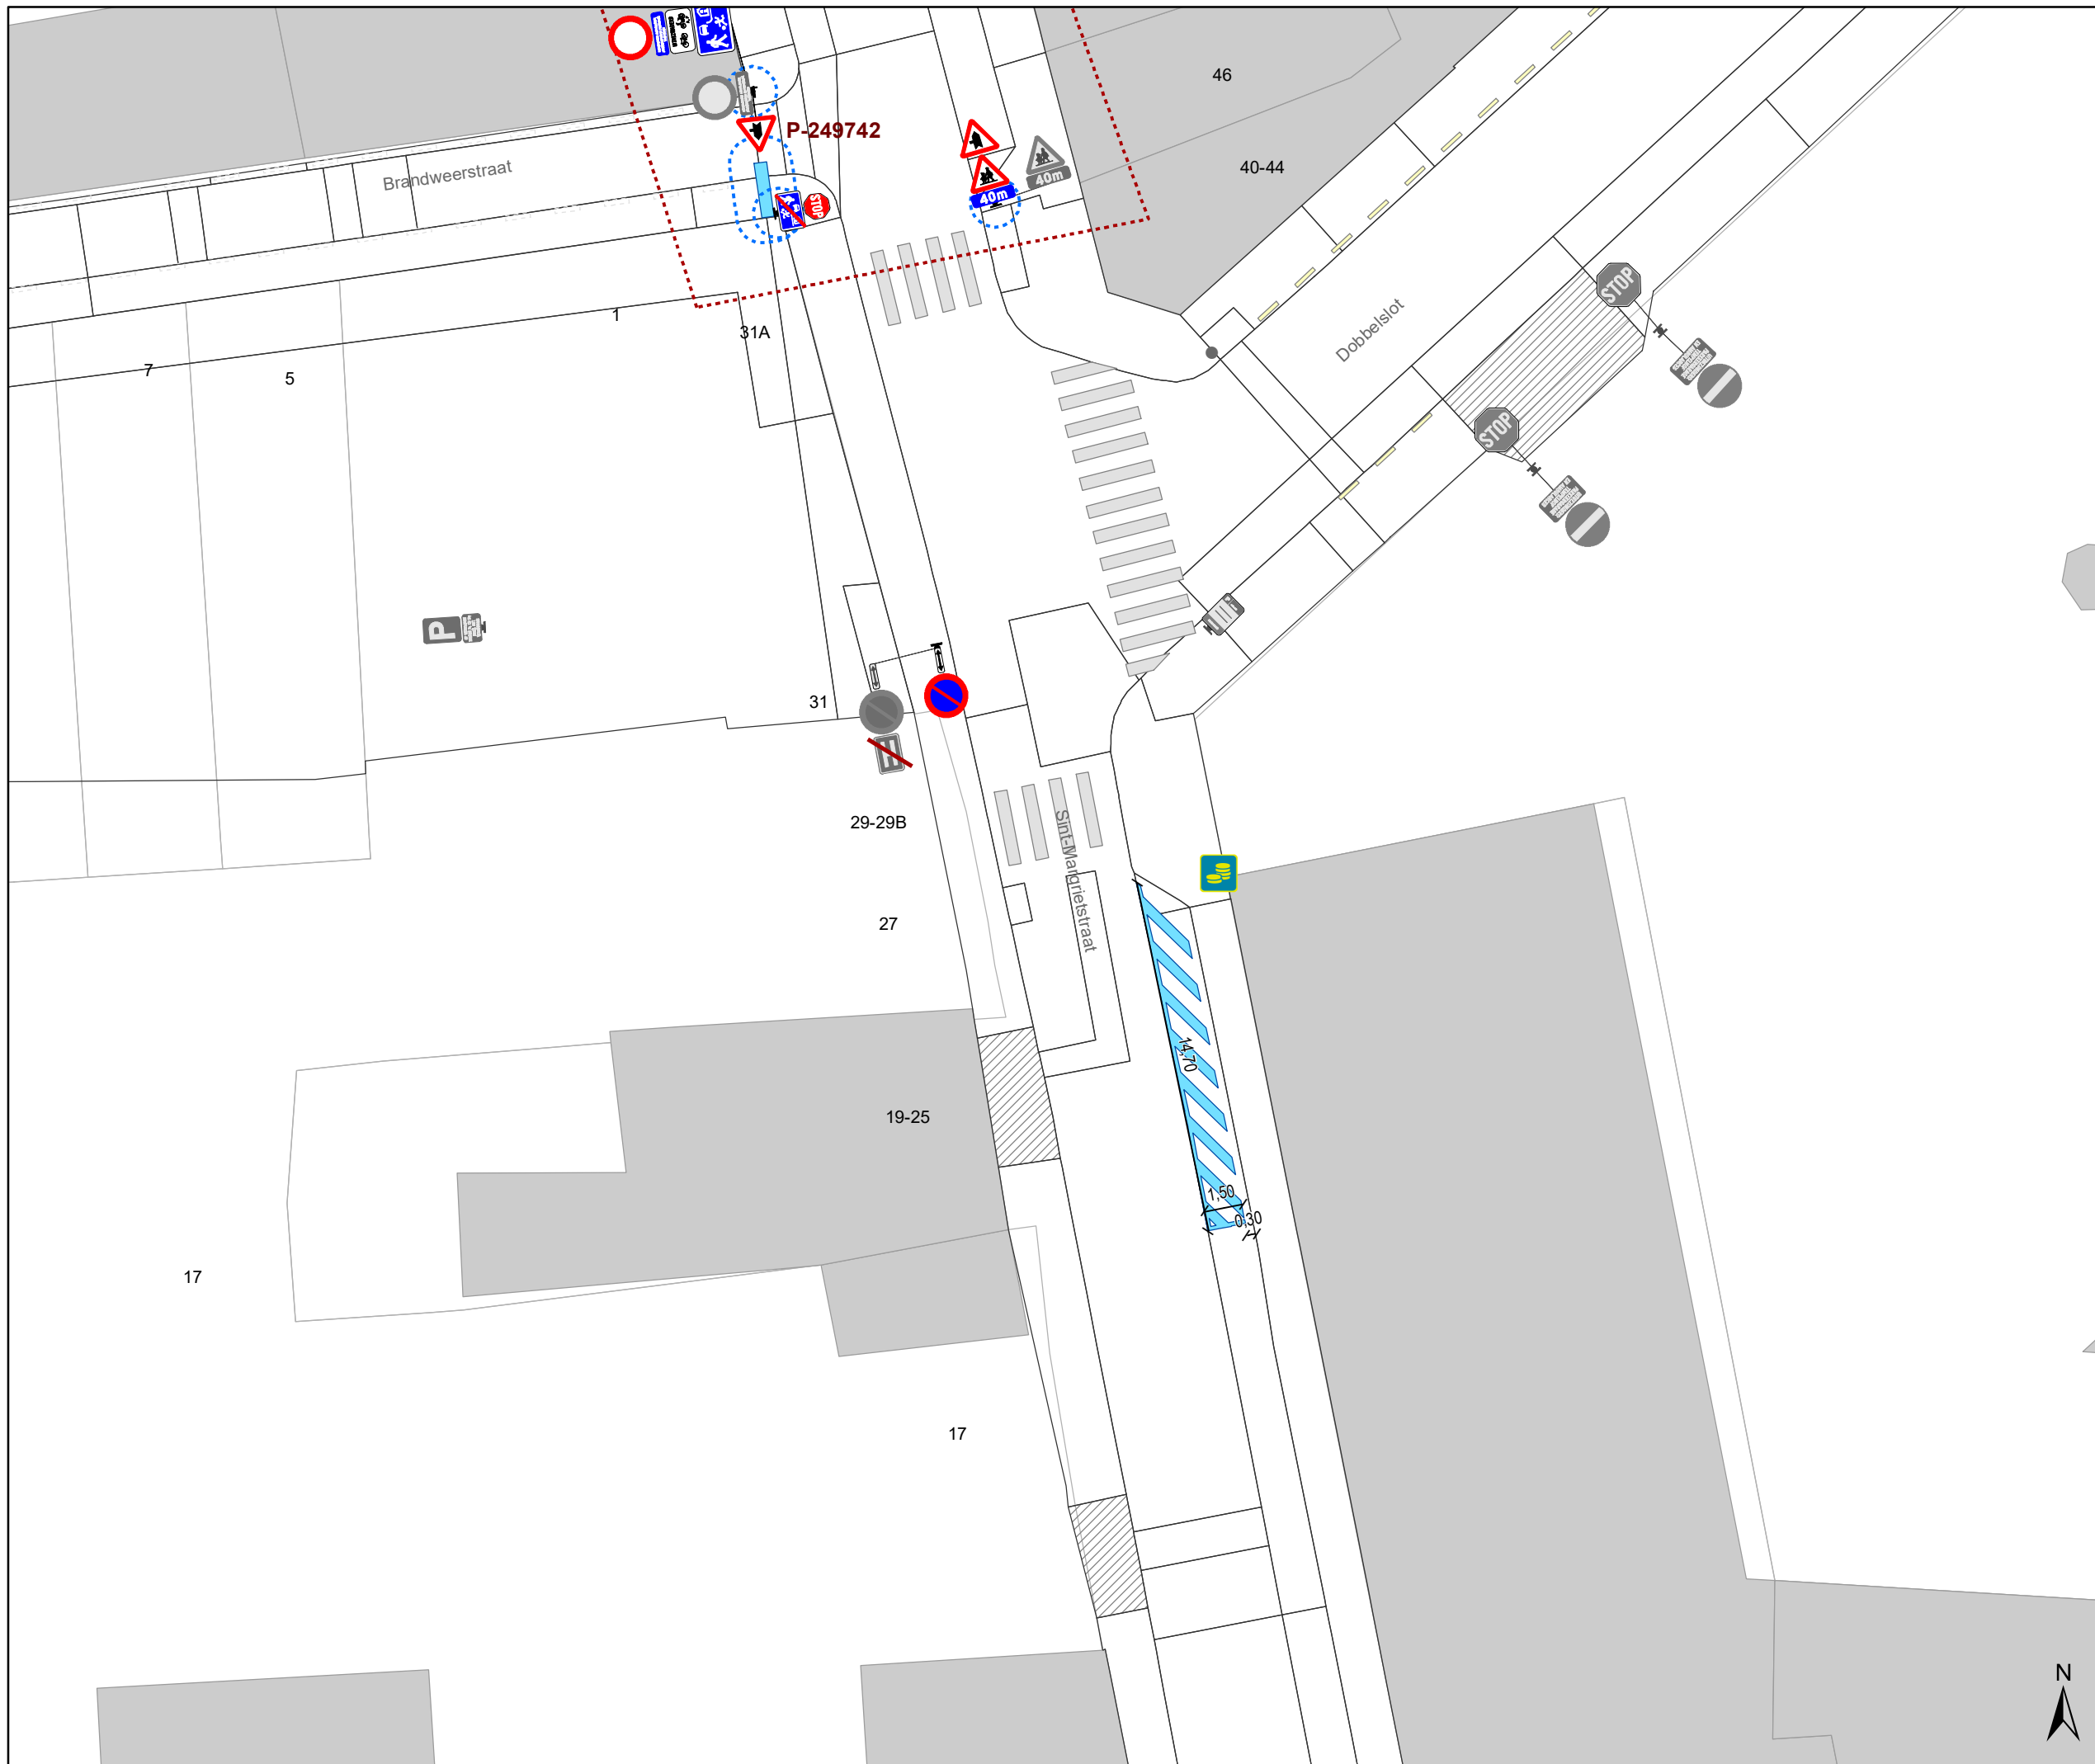 46
P-249742
40-44
Brandweerstraat
40m
40m
STOP
STOP
1
31A
Dobbelslot
7
5
STOP
P
31
E
29-29B
Sint-Margrietstraat
27
14,70
19-25
1,50
0,30
17
17
N